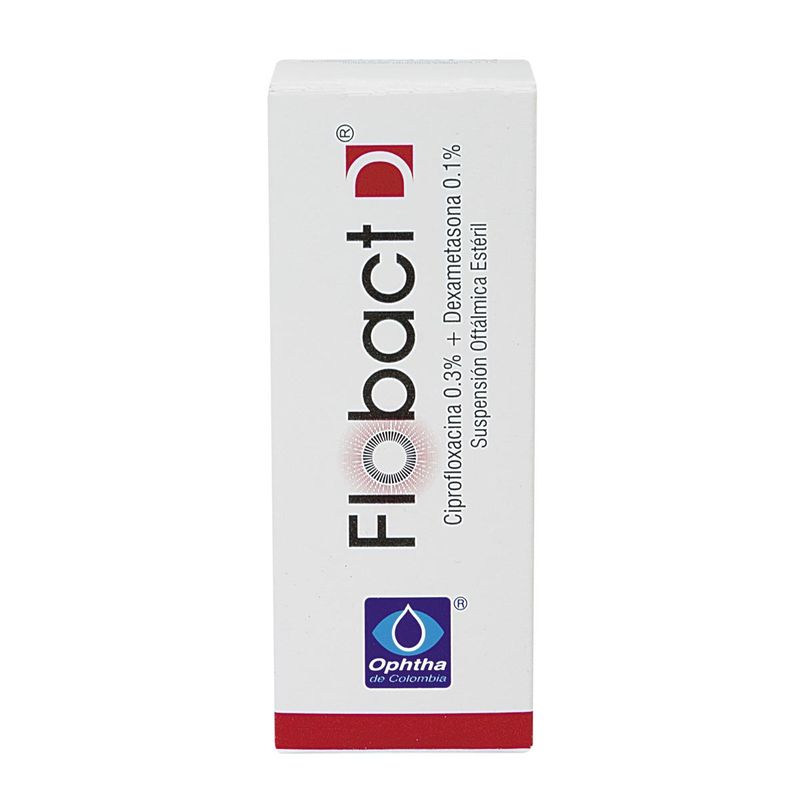 Flobact D®
Ciprofloxacina 0.3% + Dexametasona 0.1%
Suspensión Oftálmica Estéril
Ophtha ®
de Colombia